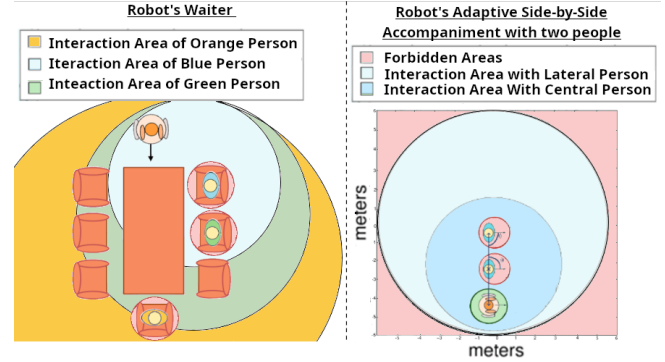 Robot's Waiter
Interaction Area of Orange Person
Iteraction Area of Blue Person
Inteaction Area of Green Person
Robot's Adaptive Side-by-Side
Accompaniment with two people
Forbidden Areas
Interaction Area with Lateral Person
Interaction Area With Central Person
meters
meters